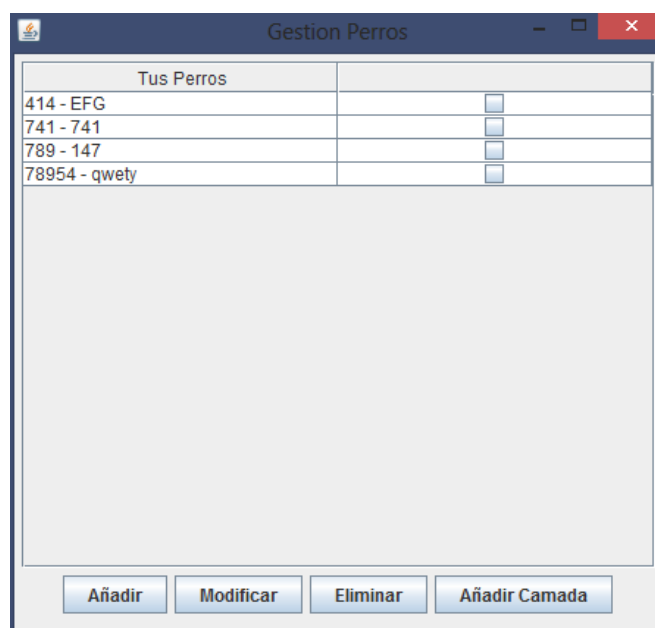 Gestion Perros
Tus Perros
414 - EFG
741 - 741
789 - 147
78954 - qwety
Añadir Modificar Eliminar Añadir Camada